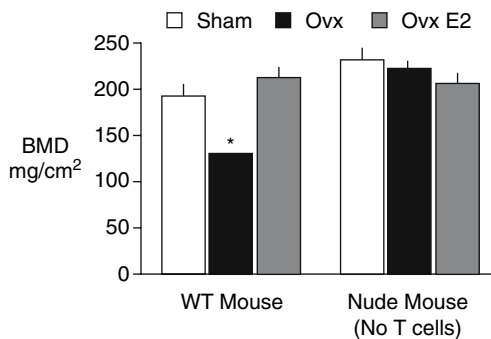 Sham Ovx Ovx E2
250
200
150
100
50
0
BMD
mg/cm²
*
WT Mouse Nude Mouse
(No T cells)